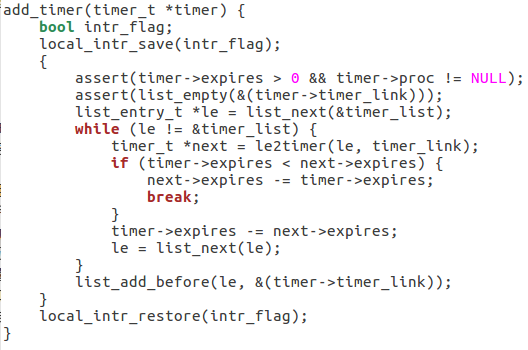 add_timer(timer_t *timer) {
    bool intr_flag;
    local_intr_save(intr_flag);
    {
        assert(timer->expires > 0 && timer->proc != NULL);
        assert(list_empty(&(timer->timer_link)));
        list_entry_t *le = list_next(&timer_list);
        while (le != &timer_list) {
            timer_t *next = le2timer(le, timer_link);
            if (timer->expires < next->expires) {
                next->expires -= timer->expires;
                break;
            }
            timer->expires -= next->expires;
            le = list_next(le);
        }
        list_add_before(le, &(timer->timer_link));
    }
    local_intr_restore(intr_flag);
}